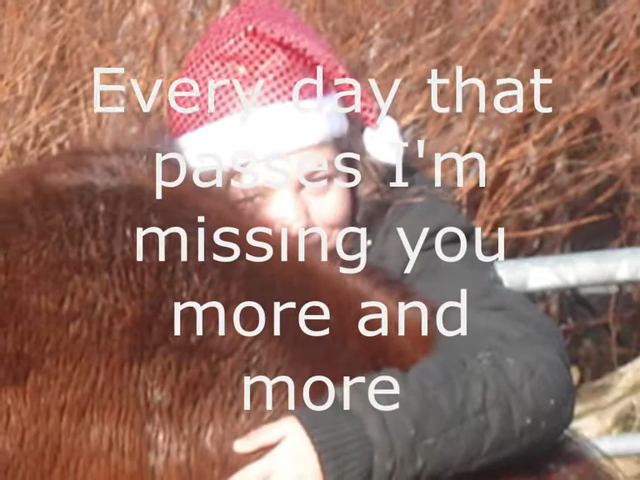 Every day that
passes I'm
missing you
more and
more